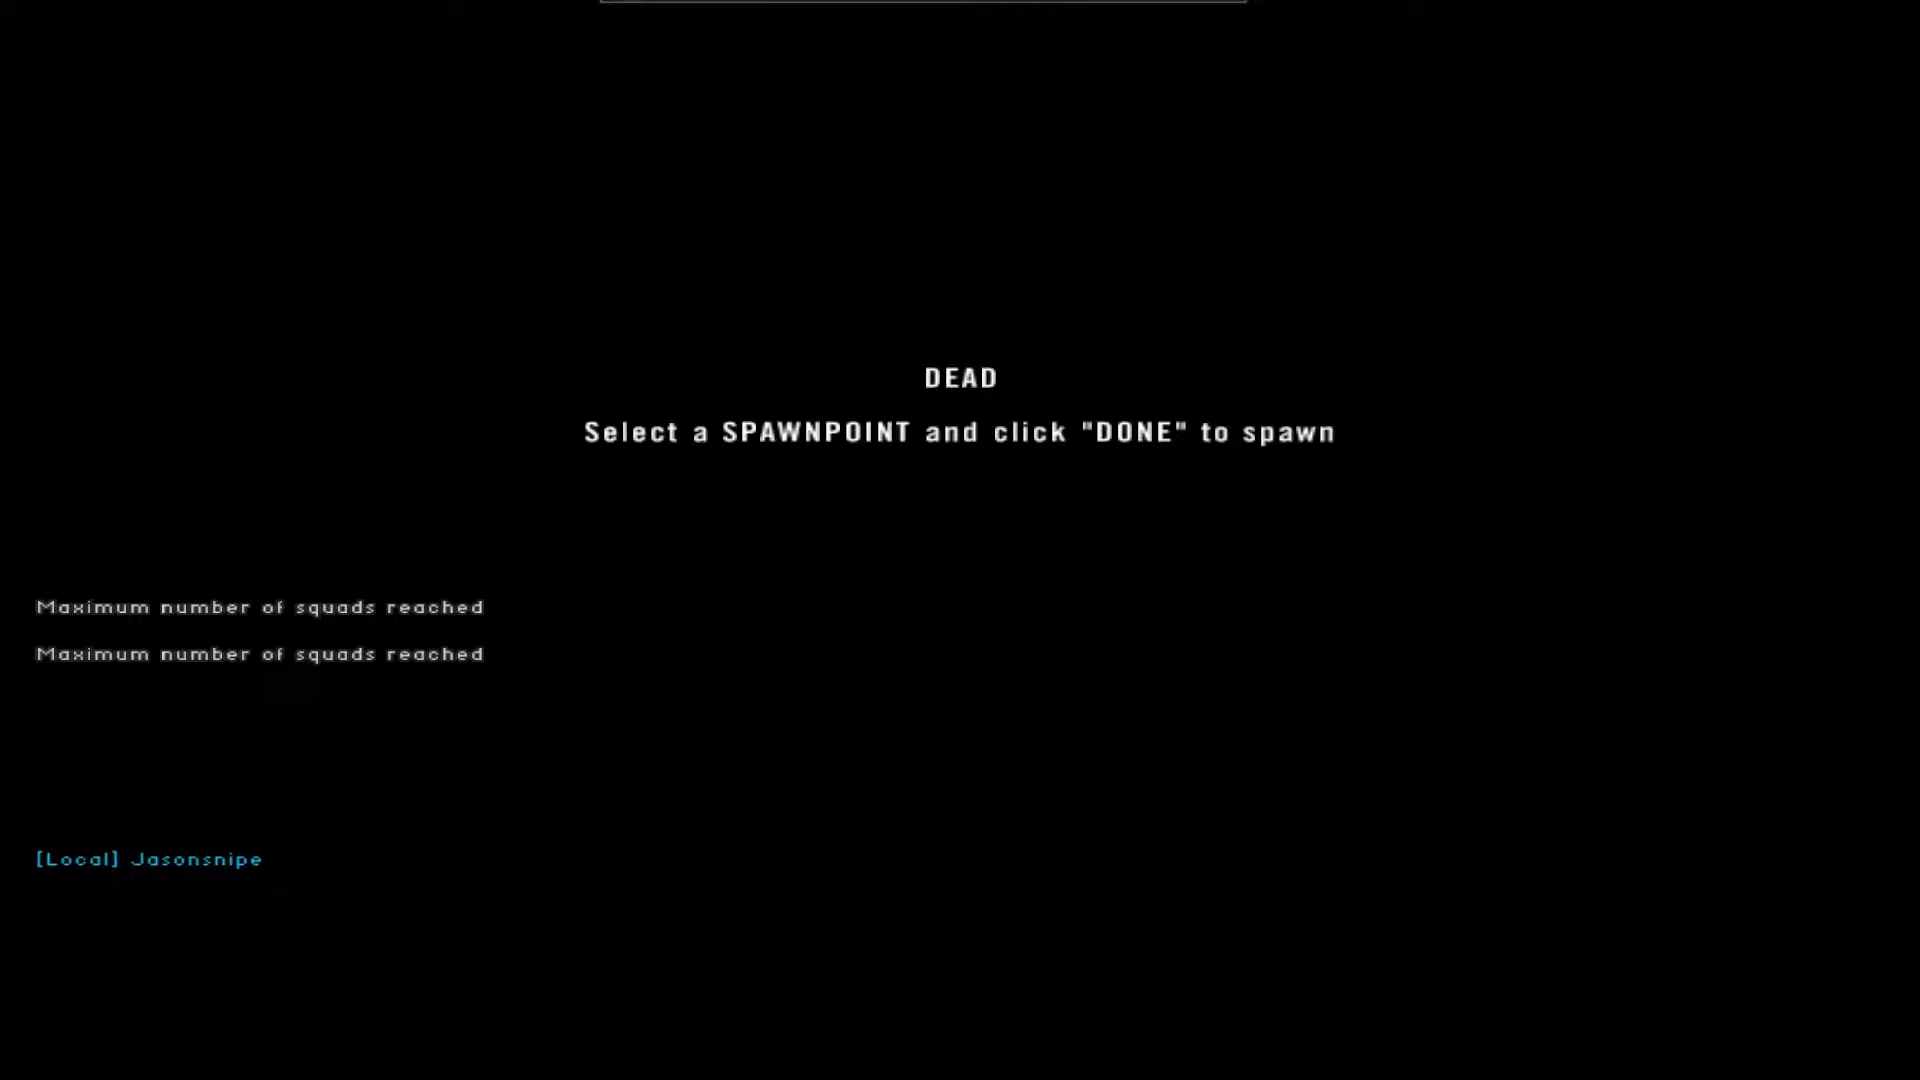 DEAD
Select a SPAWNPOINT and click "DONE" to spawn
Maximum number of squads reached
Maximum number of squads reached
[Local] Jasonsnipe